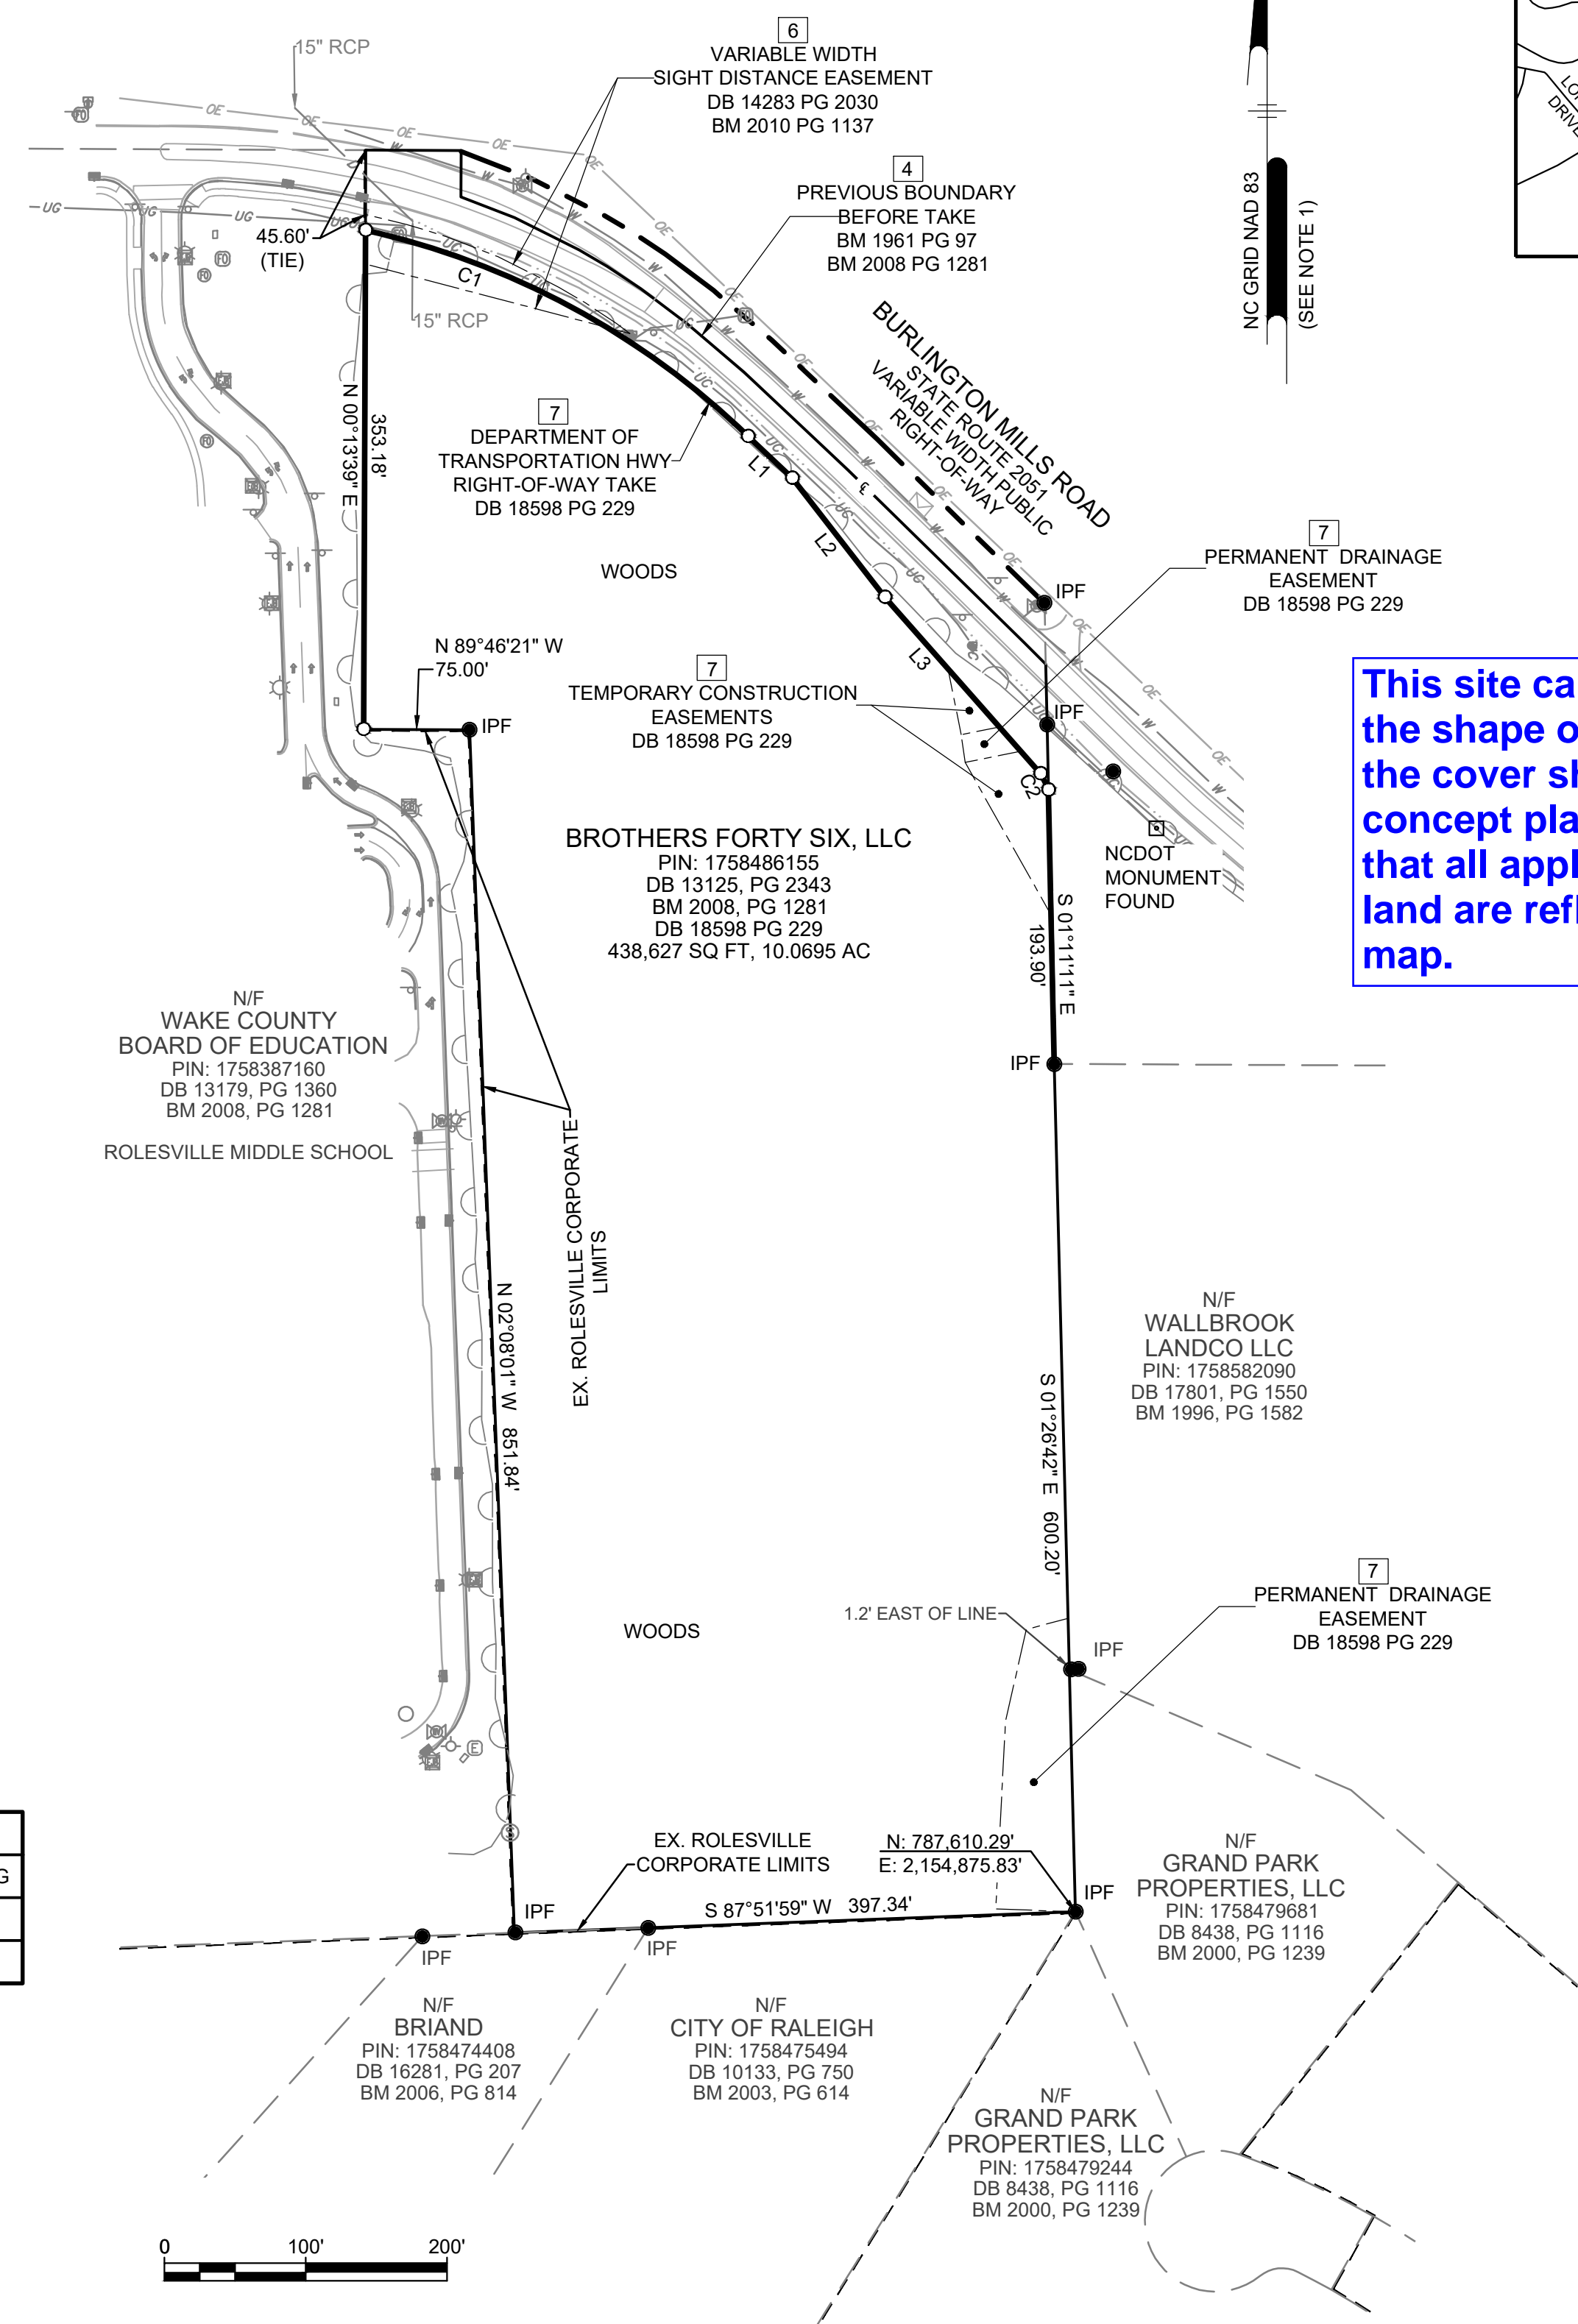 15" RCP
6
VARIABLE WIDTH
SIGHT DISTANCE EASEMENT
DB 14283 PG 2030
BM 2010 PG 1137
4
PREVIOUS BOUNDARY
BEFORE TAKE
BM 1961 PG 97
BM 2008 PG 1281
NC GRID NAD 83
(SEE NOTE 1)
DRIVE
OE
OE
OE
OE
OE
W
W
W
UG
UG
UG
45.60'
(TIE)
C1
15" RCP
UC
UC
UC
BURLINGTON MILLS ROAD
STATE ROUTE 2051
VARIABLE WIDTH PUBLIC
RIGHT-OF-WAY
N 00°13'39" E
353.18'
7
DEPARTMENT OF
TRANSPORTATION HWY
RIGHT-OF-WAY TAKE
DB 18598 PG 229
L1
L2
L3
C2
WOODS
7
PERMANENT DRAINAGE
EASEMENT
DB 18598 PG 229
IPF
N 89°46'21" W
75.00'
IPF
7
TEMPORARY CONSTRUCTION
EASEMENTS
DB 18598 PG 229
IPF
This site ca
the shape o
the cover sh
concept pla
that all appl
land are refl
map.
BROTHERS FORTY SIX, LLC
PIN: 1758486155
DB 13125, PG 2343
BM 2008, PG 1281
DB 18598 PG 229
438,627 SQ FT, 10.0695 AC
NCDOT
MONUMENT
FOUND
S 01°11'11" E
193.90'
IPF
N/F
WAKE COUNTY
BOARD OF EDUCATION
PIN: 1758387160
DB 13179, PG 1360
BM 2008, PG 1281
ROLESVILLE MIDDLE SCHOOL
EX. ROLESVILLE CORPORATE
LIMITS
N 02°08'01" W 851.84'
S 01°26'42" E 600.20'
N/F
WALLBROOK
LANDCO LLC
PIN: 1758582090
DB 17801, PG 1550
BM 1996, PG 1582
WOODS
1.2' EAST OF LINE
IPF
7
PERMANENT DRAINAGE
EASEMENT
DB 18598 PG 229
EX. ROLESVILLE
CORPORATE LIMITS
N: 787,610.29'
E: 2,154,875.83'
S 87°51'59" W 397.34'
IPF
IPF
IPF
IPF
G
N/F
GRAND PARK
PROPERTIES, LLC
PIN: 1758479681
DB 8438, PG 1116
BM 2000, PG 1239
N/F
BRIAND
PIN: 1758474408
DB 16281, PG 207
BM 2006, PG 814
N/F
CITY OF RALEIGH
PIN: 1758475494
DB 10133, PG 750
BM 2003, PG 614
N/F
GRAND PARK
PROPERTIES, LLC
PIN: 1758479244
DB 8438, PG 1116
BM 2000, PG 1239
0 100' 200'